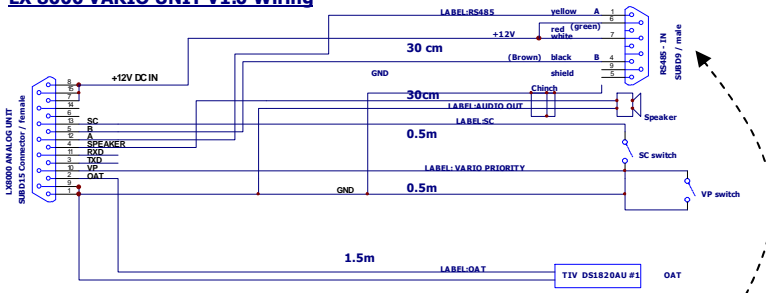 LX 8000 VARIO UNIT V1.0 Wiring
LABEL:RS485
yellow A 1
(green) 6
red
+12V white 7
30 cm
(Brown) black B 4
9
GND shield 5
RS485 - IN
SUBD9 / male
+12V DC IN
8
15
7
14
6
SC
13
B
5
A
12
SPEAKER
4
RXD
11
TXD
3
VP
10
OAT
2
9
1
LX8000 ANALOG UNIT
SUBD15 Connector / female
30cm
Chinch
LABEL:AUDIO OUT
Speaker
LABEL:SC
0.5m
SC switch
LABEL: VARIO PRIORITY
GND
0.5m
VP switch
1.5m
LABEL:OAT
TIV DS1820AU #1
OAT